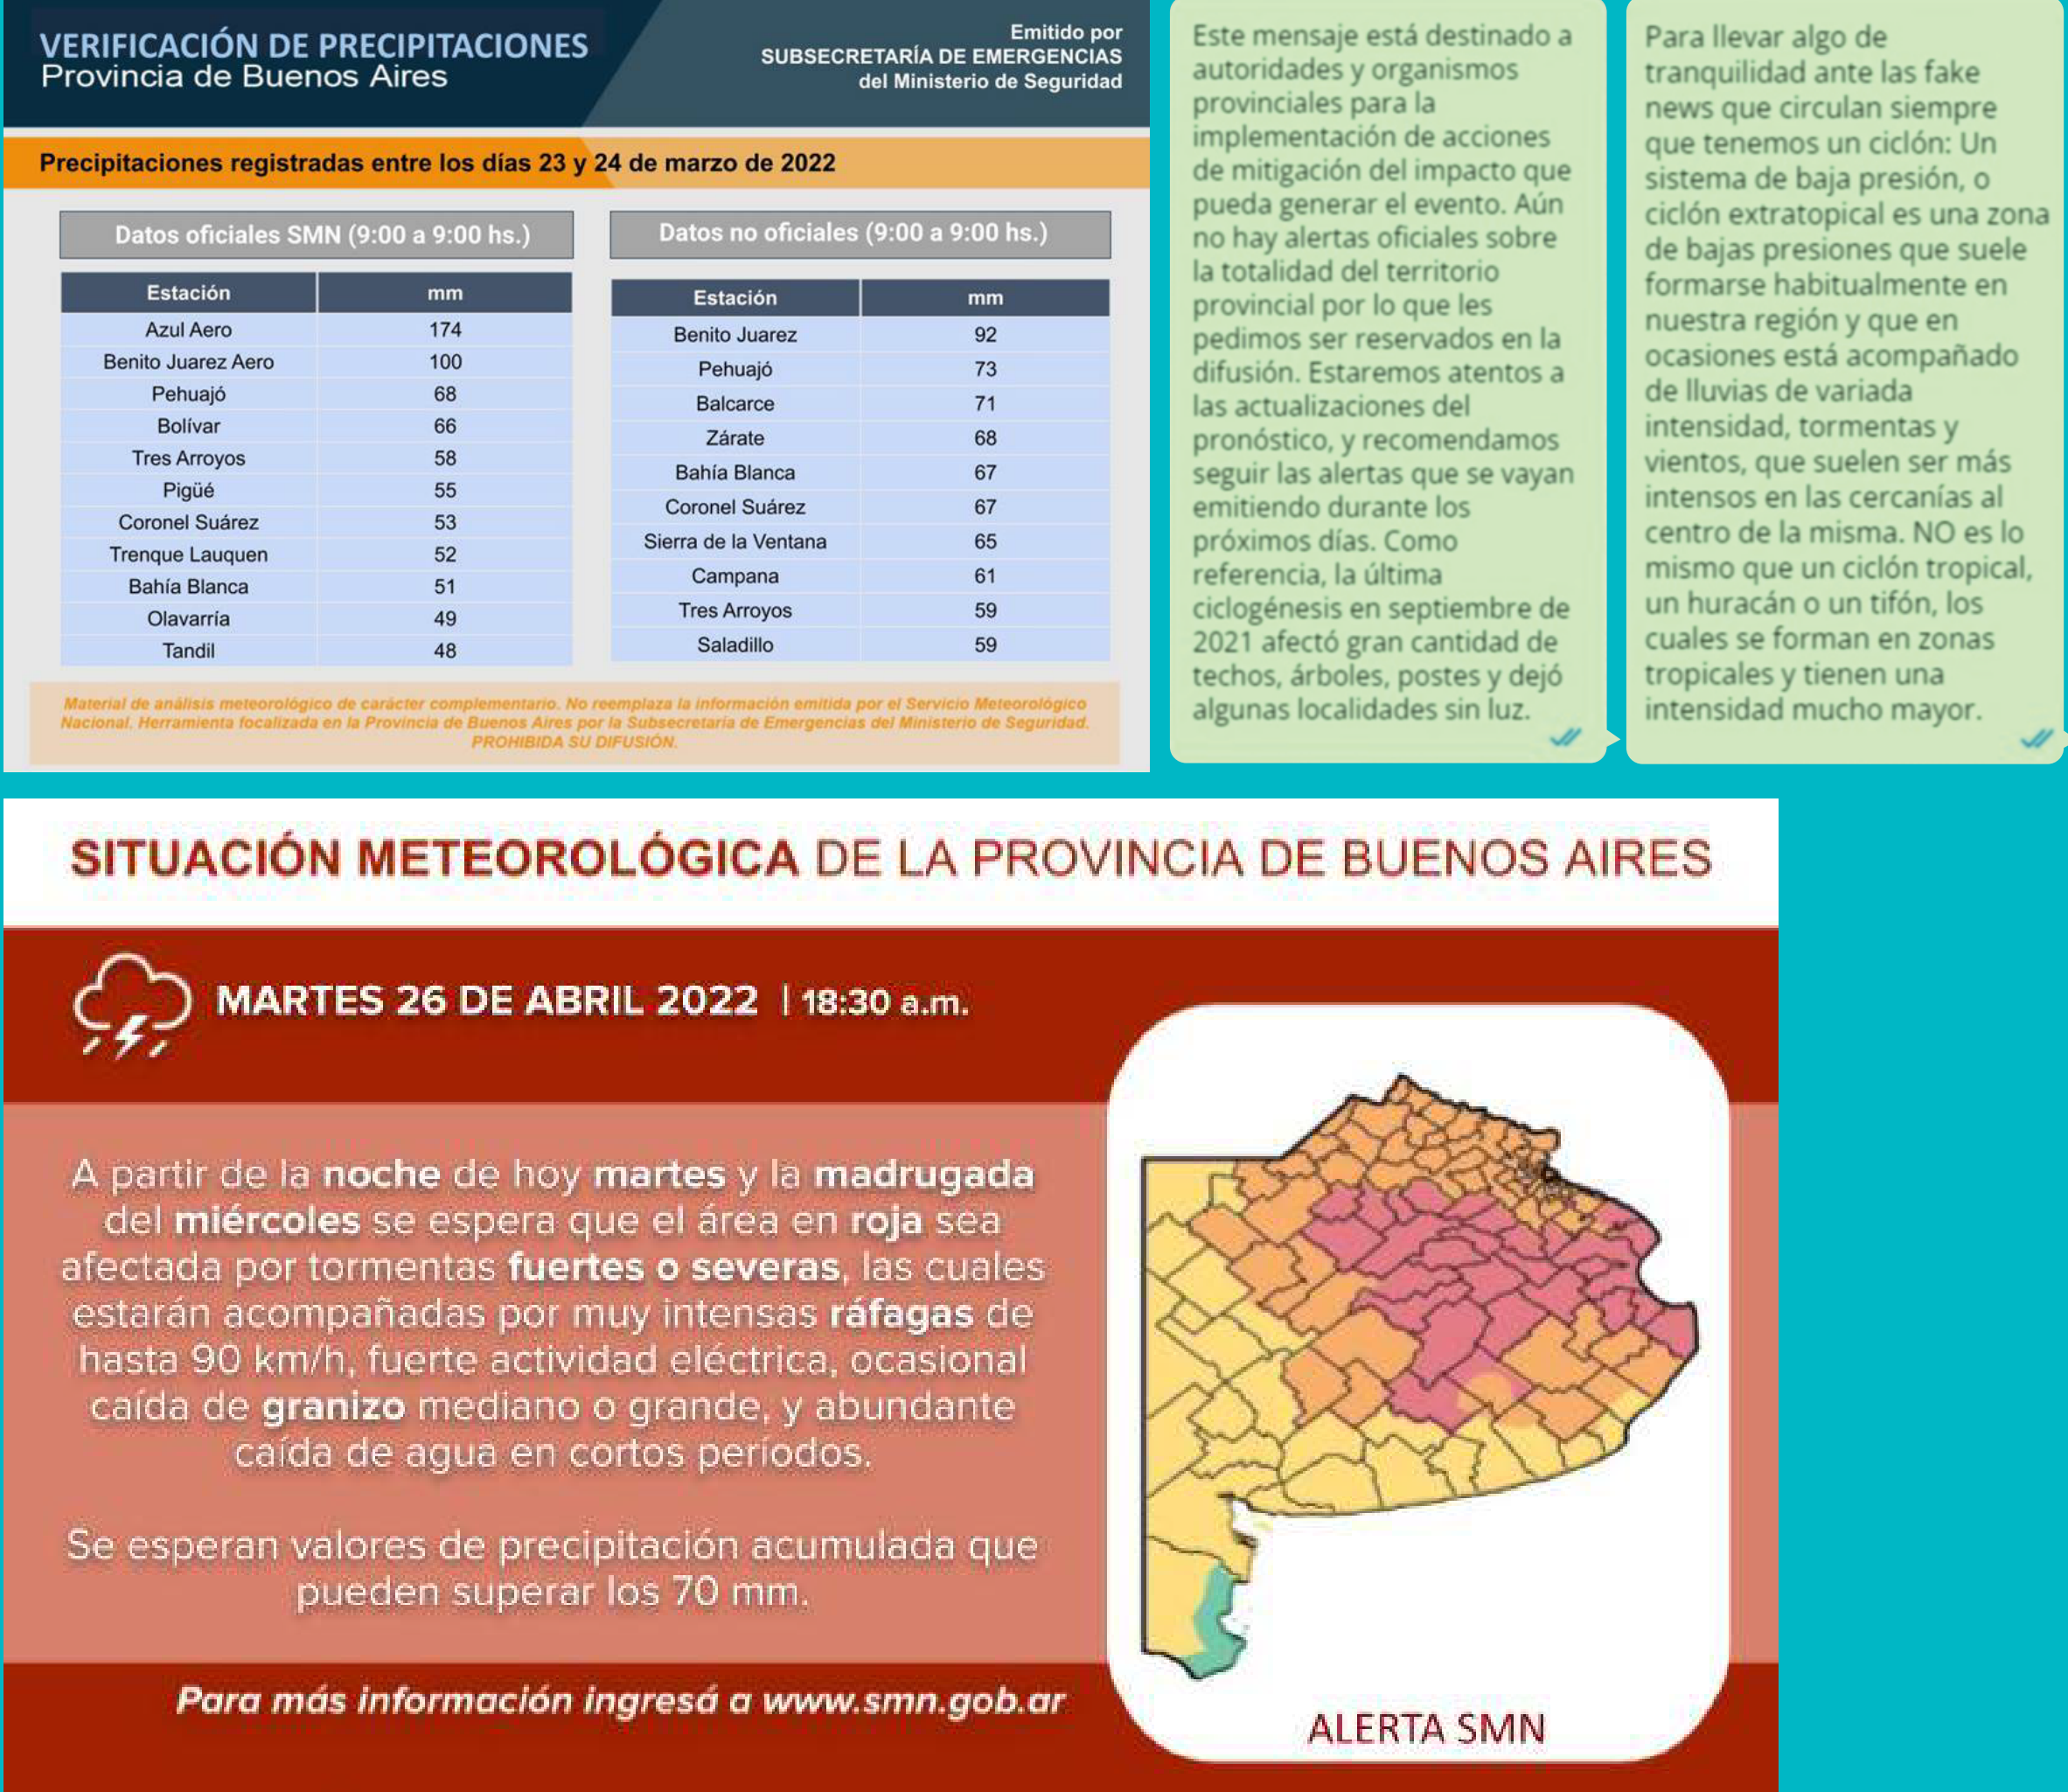 VERIFICACIÓN DE PRECIPITACIONES
Provincia de Buenos Aires
Emitido por
SUBSECRETARÍA DE EMERGENCIAS
del Ministerio de Seguridad
Precipitaciones registradas entre los días 23 y 24 de marzo de 2022
Datos oficiales SMN (9:00 a 9:00 hs.)
Estación mm
Azul Aero 174
Benito Juarez Aero 100
Pehuajó 68
Bolívar 66
Tres Arroyos 58
Pigüé 55
Coronel Suárez 53
Trenque Lauquen 52
Bahía Blanca 51
Olavarría 49
Tandil 48
Datos no oficiales (9:00 a 9:00 hs.)
Estación mm
Benito Juarez 92
Pehuajó 73
Balcarce 71
Zárate 68
Bahía Blanca 67
Coronel Suárez 67
Sierra de la Ventana 65
Campana 61
Tres Arroyos 59
Saladillo 59
Material de análisis meteorológico de carácter complementario. No reemplaza la información emitida por el Servicio Meteorológico
Nacional. Herramienta focalizada en la Provincia de Buenos Aires por la Subsecretaría de Emergencias del Ministerio de Seguridad.
PROHIBIDA SU DIFUSIÓN.
Este mensaje está destinado a
autoridades y organismos
provinciales para la
implementación de acciones
de mitigación del impacto que
pueda generar el evento. Aún
no hay alertas oficiales sobre
la totalidad del territorio
provincial por lo que les
pedimos ser reservados en la
difusión. Estaremos atentos a
las actualizaciones del
pronóstico, y recomendamos
seguir las alertas que se vayan
emitiendo durante los
próximos días. Como
referencia, la última
ciclogénesis en septiembre de
2021 afectó gran cantidad de
techos, árboles, postes y dejó
algunas localidades sin luz.
Para llevar algo de
tranquilidad ante las fake
news que circulan siempre
que tenemos un ciclón: Un
sistema de baja presión, o
ciclón extratopical es una zona
de bajas presiones que suele
formarse habitualmente en
nuestra región y que en
ocasiones está acompañado
de lluvias de variada
intensidad, tormentas y
vientos, que suelen ser más
intensos en las cercanías al
centro de la misma. NO es lo
mismo que un ciclón tropical,
un huracán o un tifón, los
cuales se forman en zonas
tropicales y tienen una
intensidad mucho mayor.
SITUACIÓN METEOROLÓGICA DE LA PROVINCIA DE BUENOS AIRES
MARTES 26 DE ABRIL 2022 | 18:30 a.m.
A partir de la noche de hoy martes y la madrugada
del miércoles se espera que el área en roja sea
afectada por tormentas fuertes o severas, las cuales
estarán acompañadas por muy intensas ráfagas de
hasta 90 km/h, fuerte actividad eléctrica, ocasional
caída de granizo mediano o grande, y abundante
caída de agua en cortos períodos.
Se esperan valores de precipitación acumulada que
pueden superar los 70 mm.
Para más información ingresá a www.smn.gob.ar
ALERTA SMN